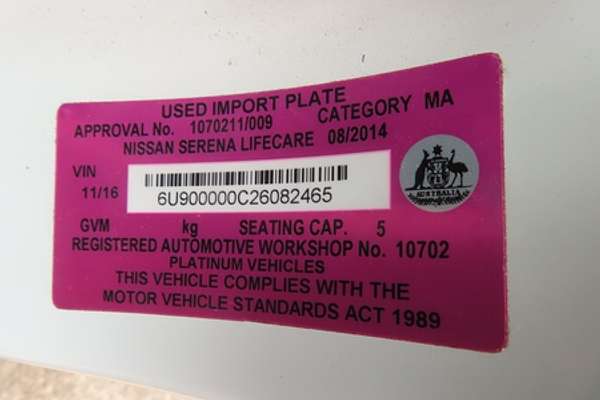 USED IMPORT PLATE
APPROVAL No. 1070211/009 CATEGORY MA
NISSAN SERENA LIFECARE 08/2014
VIN
11/16 6U900000C26082465
AUSTRALIA
GVM kg SEATING CAP. 5
REGISTERED AUTOMOTIVE WORKSHOP No. 10702
PLATINUM VEHICLES
THIS VEHICLE COMPLIES WITH THE
MOTOR VEHICLE STANDARDS ACT 1989